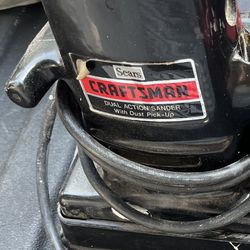 Sears
CRAFTSMAN
DUAL ACTION SANDER
With Dust Pick-Up